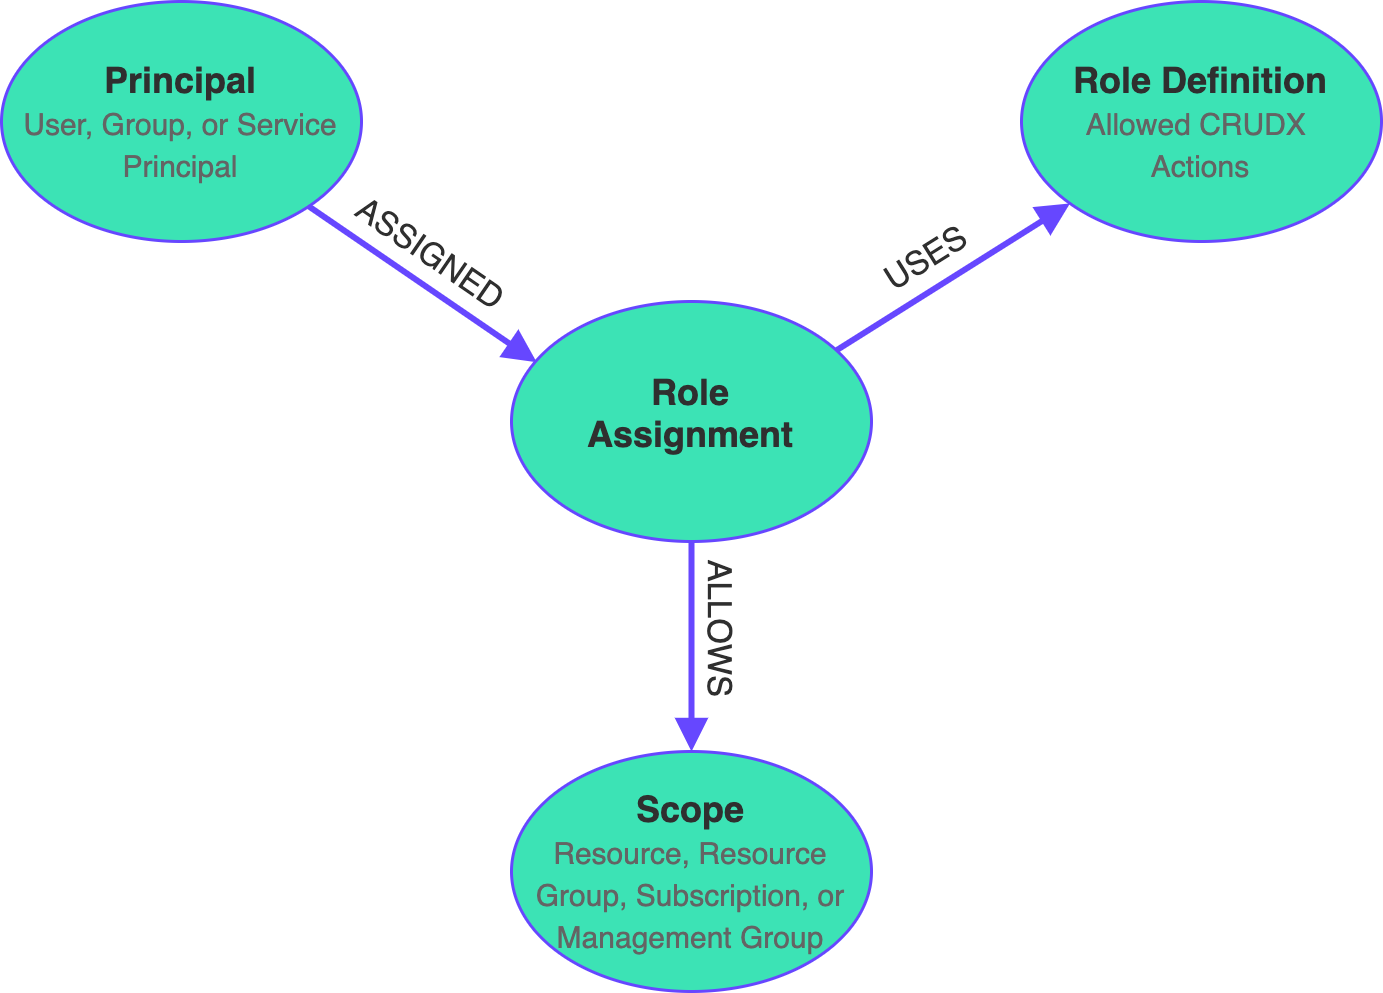 Principal
User, Group, or Service
Principal
Role Definition
Allowed CRUDX
Actions
ASSIGNED
USES
Role
Assignment
ALLOWS
Scope
Resource, Resource
Group, Subscription, or
Management Group